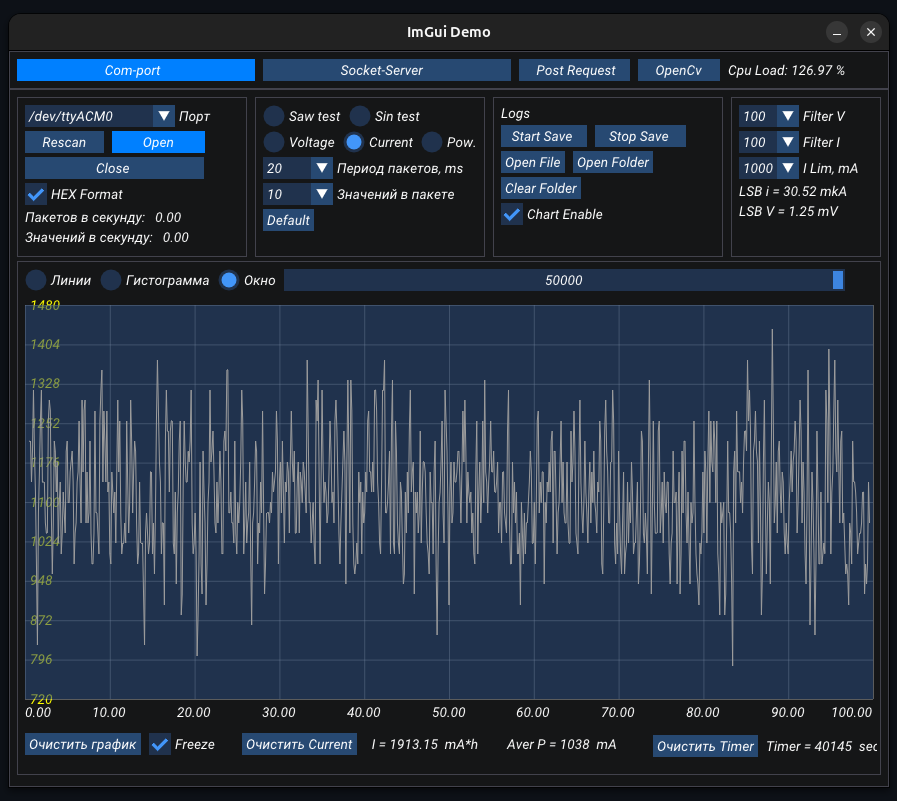 ImGui Demo
Com-port Socket-Server Post Request OpenCv Cpu Load: 126.97 %
/dev/ttyACM0 Порт
Rescan Open
Close
HEX Format
Пакетов в секунду: 0.00
Значений в секунду: 0.00
Saw test Sin test
Voltage Current Pow.
20 Период пакетов, ms
10 Значений в пакете
Default
Logs
Start Save Stop Save
Open File Open Folder
Clear Folder
Chart Enable
100 Filter V
100 Filter I
1000 I Lim, mA
LSB i = 30.52 mkA
LSB V = 1.25 mV
Линии Гистограмма Окно 50000
1480
1404
1328
1252
1176
1100
1024
948
872
796
720
0.00 10.00 20.00 30.00 40.00 50.00 60.00 70.00 80.00 90.00 100.00
Очистить график Freeze Очистить Current I = 1913.15 mA*h Aver P = 1038 mA Очистить Timer Timer = 40145 sec